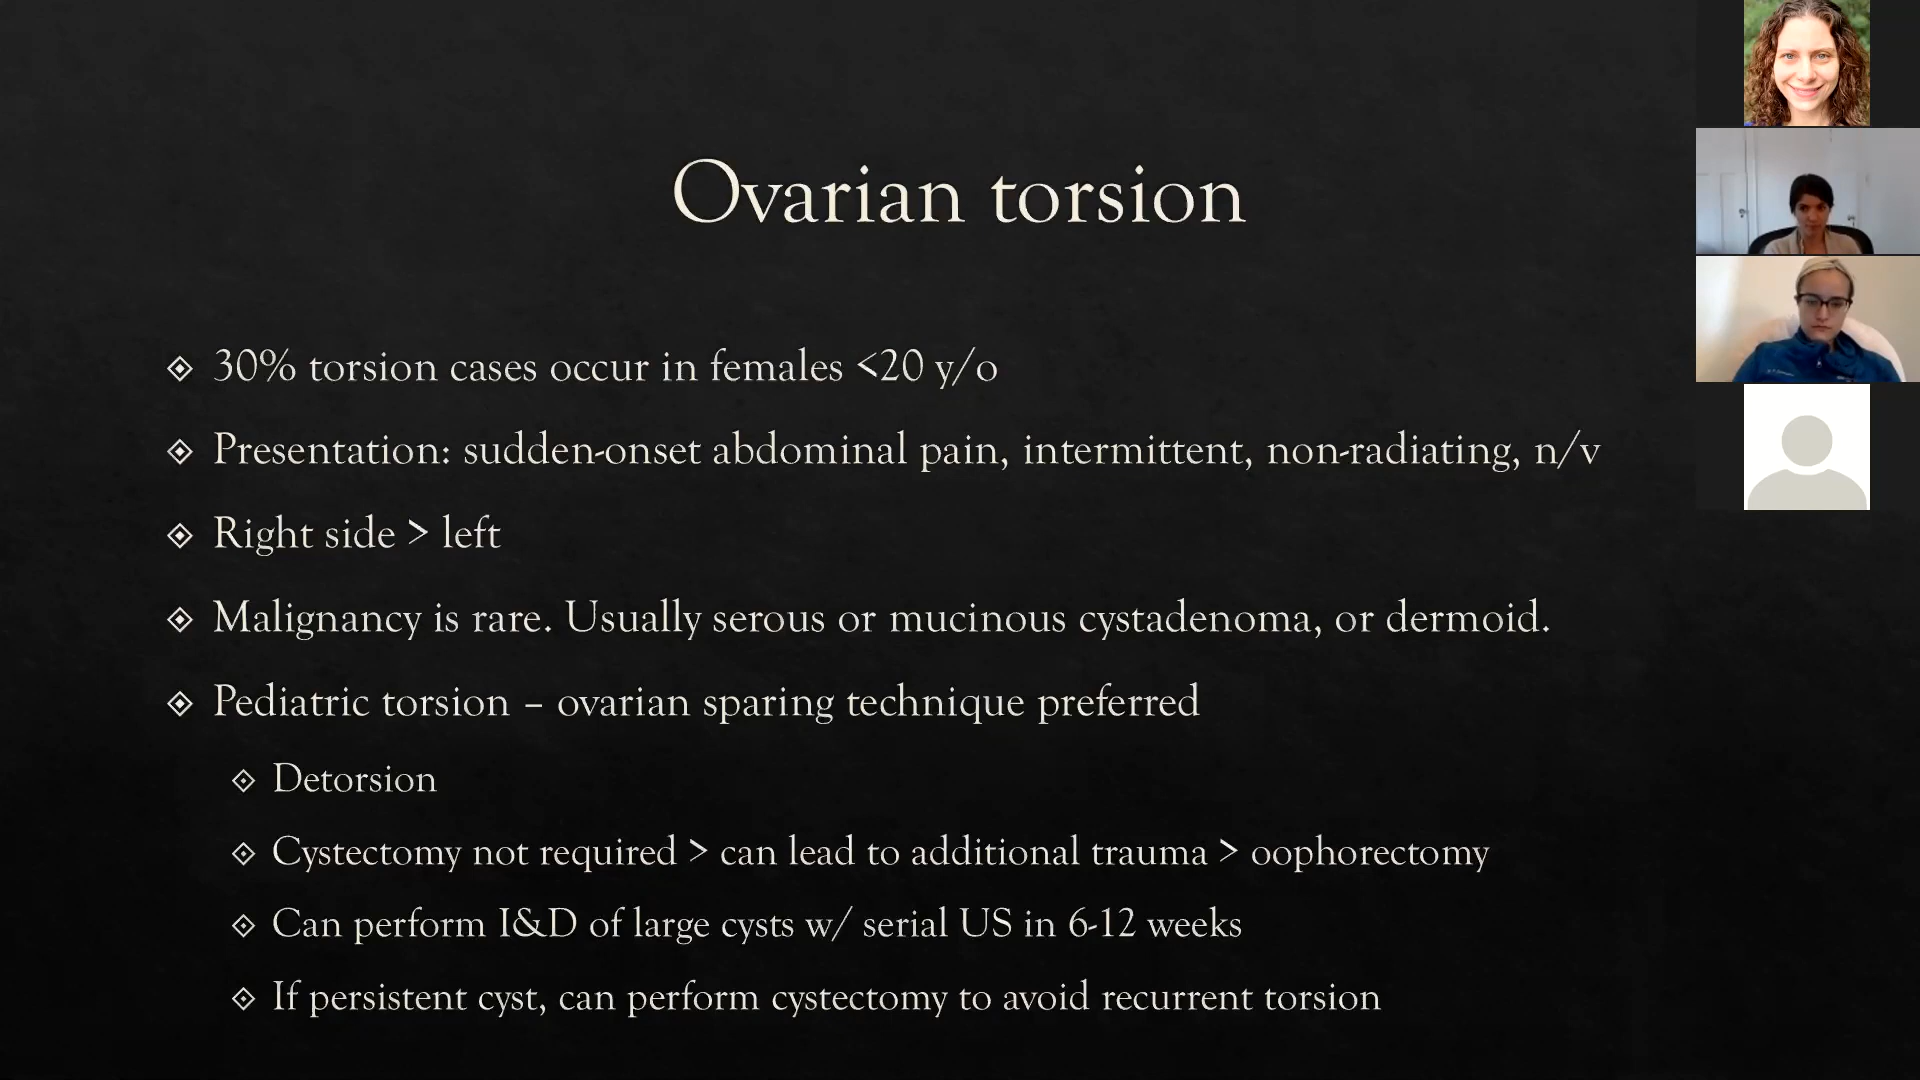 Ovarian torsion
30% torsion cases occur in females <20 y/o
Presentation: sudden-onset abdominal pain, intermittent, non-radiating, n/v
Right side > left
Malignancy is rare. Usually serous or mucinous cystadenoma, or dermoid.
Pediatric torsion – ovarian sparing technique preferred
Detorsion
Cystectomy not required > can lead to additional trauma > oophorectomy
Can perform I&D of large cysts w/ serial US in 6-12 weeks
If persistent cyst, can perform cystectomy to avoid recurrent torsion